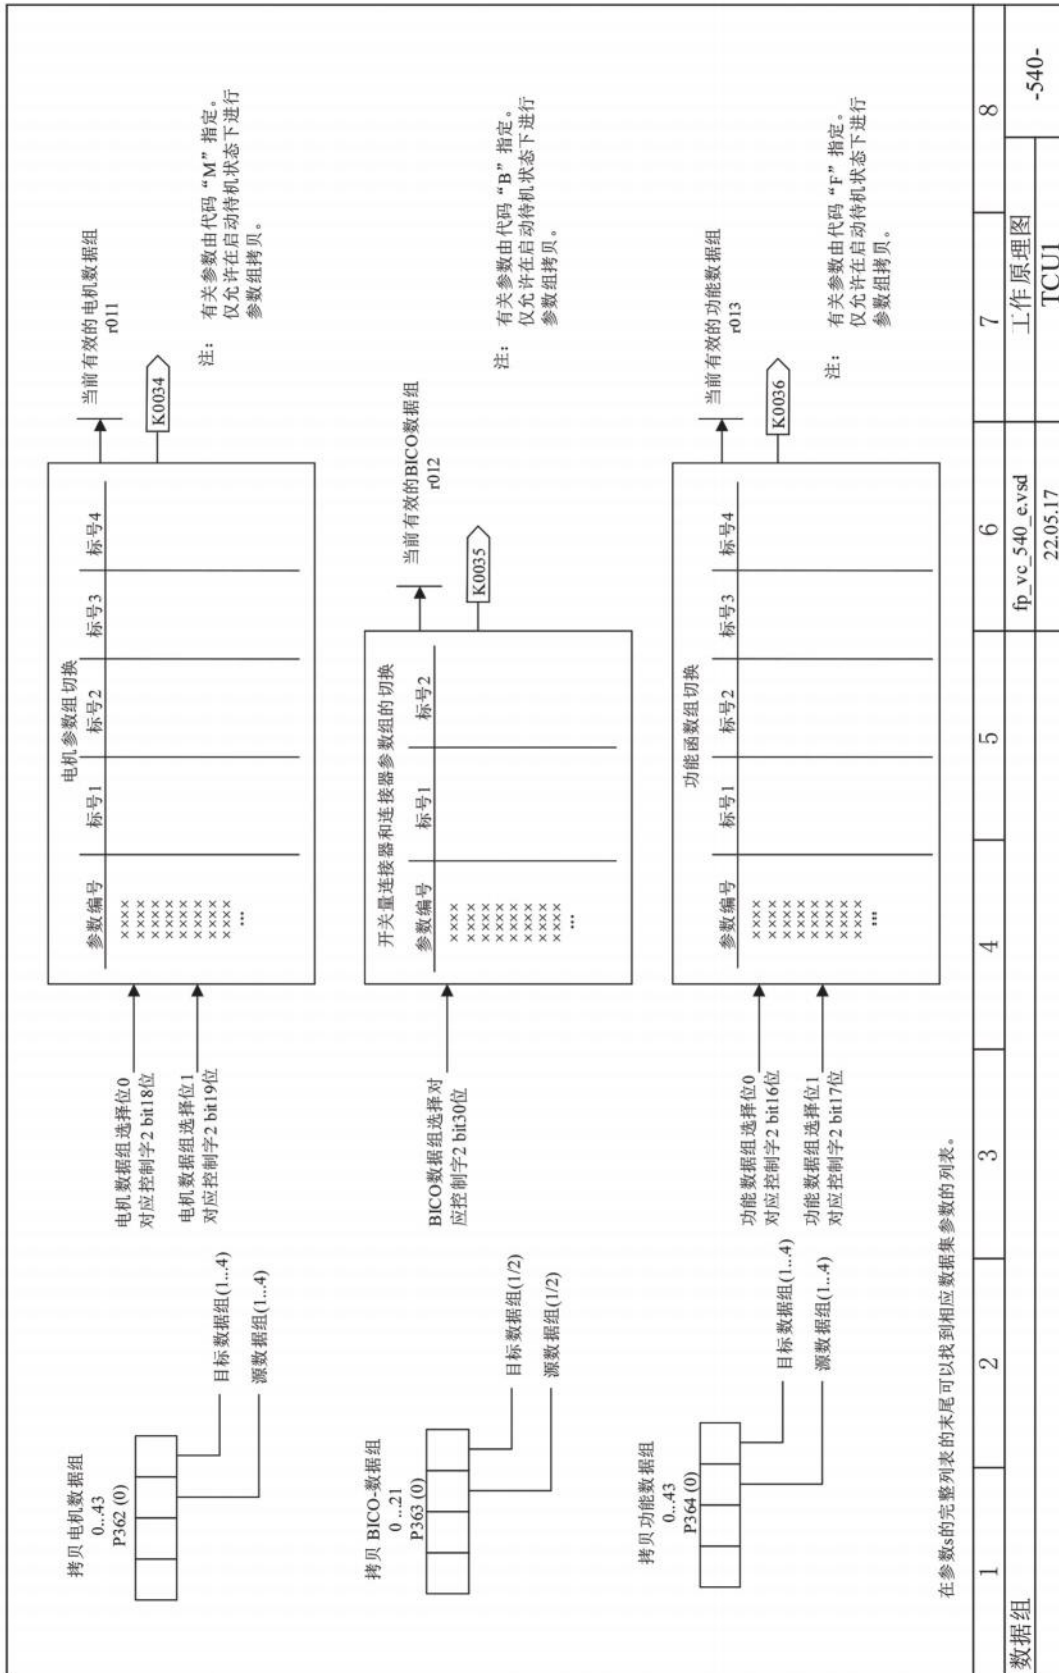 拷贝 电机数据组
0...43
P362 (0)
目标数据组(1...4)
源数据组(1...4)
电机数据组选择位0
对应控制字2 bit18位
电机数据组选择位1
对应控制字2 bit19位
电机参数组切换
参数编号 标号1 标号2 标号3 标号4
××××
××××
××××
××××
××××
××××
××××
××××
...
当前有效的电机数据组
r011
K0034
注： 有关参数由代码“M”指定。
仅允许在启动待机状态下进行
参数组拷贝。
拷贝 BICO-数据组
0 ...21
P363 (0)
目标数据组(1/2)
源数据组(1/2)
BICO数据组选择对
应控制字2 bit30位
开关量连接器和连接器参数组的切换
参数编号 标号1 标号2
××××
××××
××××
××××
××××
××××
××××
××××
...
当前有效的BICO数据组
r012
K0035
注： 有关参数由代码“B”指定。
仅允许在启动待机状态下进行
参数组拷贝。
拷贝 功能数据组
0...43
P364 (0)
目标数据组(1...4)
源数据组(1...4)
功能数据组选择位0
对应控制字2 bit16位
功能数据组选择位1
对应控制字2 bit17位
功能函数组切换
参数编号 标号1 标号2 标号3 标号4
××××
××××
××××
××××
××××
××××
××××
××××
...
当前有效的功能数据组
r013
K0036
注： 有关参数由代码“F”指定。
仅允许在启动待机状态下进行
参数组拷贝。
在参数s的完整列表的末尾可以找到相应数据集参数的列表。
1 2 3 4 5 6 7 8
数据组 fp_vc_540_e.vsd 工作原理图 -540-
22.05.17 TCU1